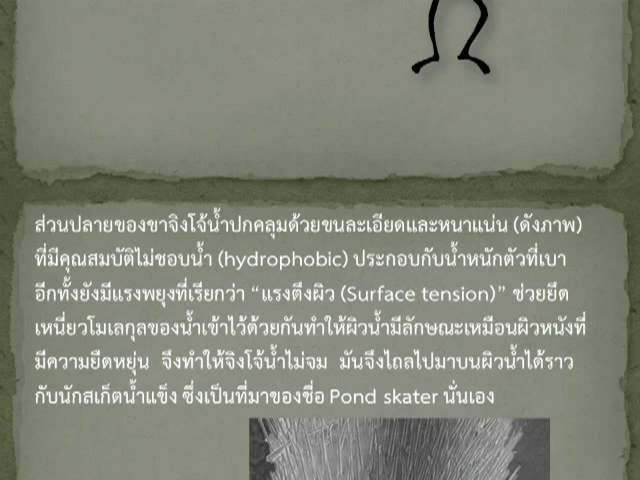 ส่วนปลายของขาจิงโจ้น้ำปกคลุมด้วยขนละเอียดและหนาแน่น (ดังภาพ)
ที่มีคุณสมบัติไม่ชอบน้ำ (hydrophobic) ประกอบกับน้ำหนักตัวที่เบา
อีกทั้งยังมีแรงพยุงที่เรียกว่า “แรงตึงผิว (Surface tension)” ช่วยยึด
เหนี่ยวโมเลกุลของน้ำเข้าไว้ด้วยกันทำให้ผิวน้ำมีลักษณะเหมือนผิวหนังที่
มีความยืดหยุ่น จึงทำให้จิงโจ้น้ำไม่จม มันจึงไถลไปมาบนผิวน้ำได้ราว
กับนักสเก็ตน้ำแข็ง ซึ่งเป็นที่มาของชื่อ Pond skater นั่นเอง